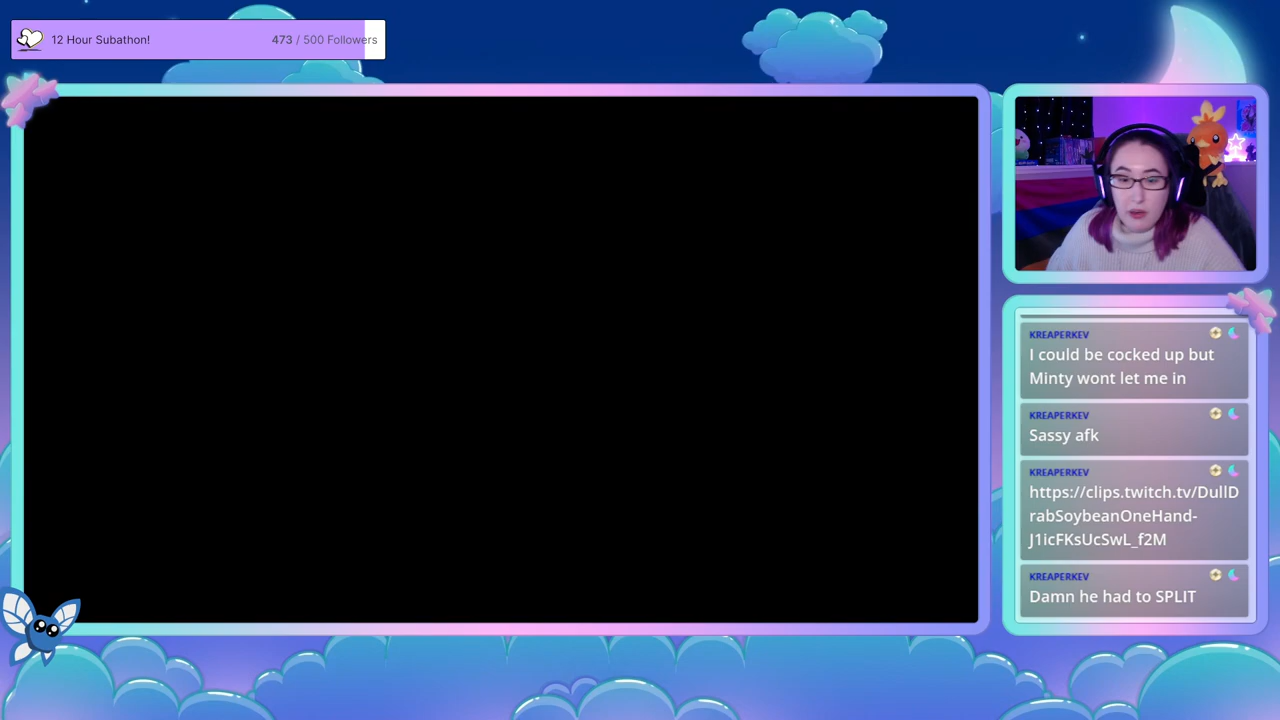 12 Hour Subathon!
473 / 500 Followers
KREAPERKEV
I could be cocked up but
Minty wont let me in
KREAPERKEV
Sassy afk
KREAPERKEV
https://clips.twitch.tv/DullD
rabSoybeanOneHand-
J1icFKsUcSwL_f2M
KREAPERKEV
Damn he had to SPLIT